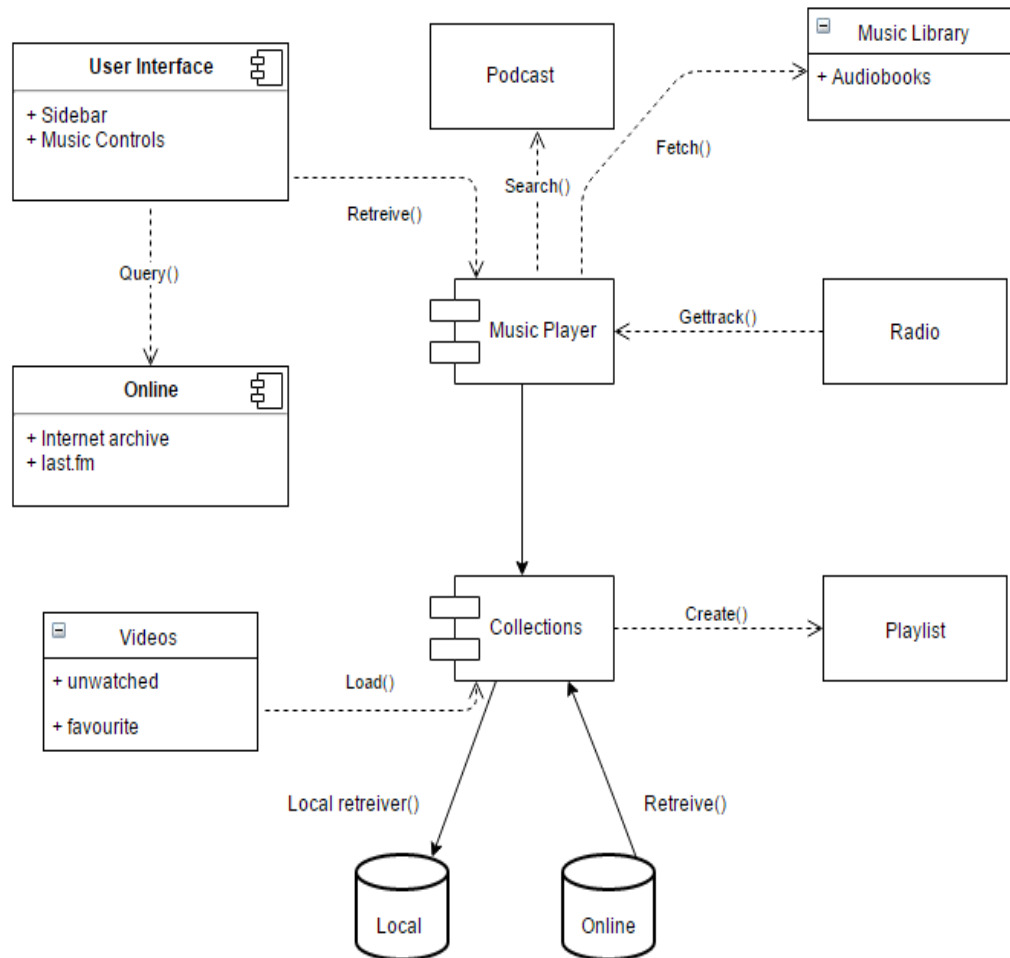 User Interface
+ Sidebar
+ Music Controls
Podcast
Music Library
+ Audiobooks
Fetch()
Search()
Retreive()
Query()
Music Player
Gettrack()
Radio
Online
+ Internet archive
+ last.fm
Collections
Create()
Playlist
Videos
+ unwatched
+ favourite
Load()
Local retreiver()
Retreive()
Local
Online